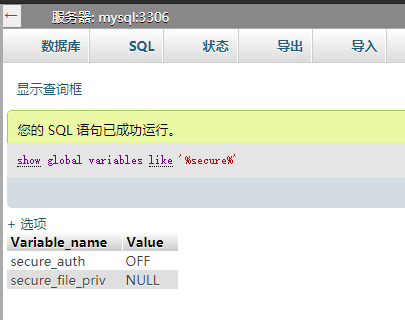 ← 服务器: mysql:3306
数据库 SQL 状态 导出 导入
显示查询框
您的 SQL 语句已成功运行。
show global variables like '%secure%'
+ 选项
Variable_name Value
secure_auth OFF
secure_file_priv NULL